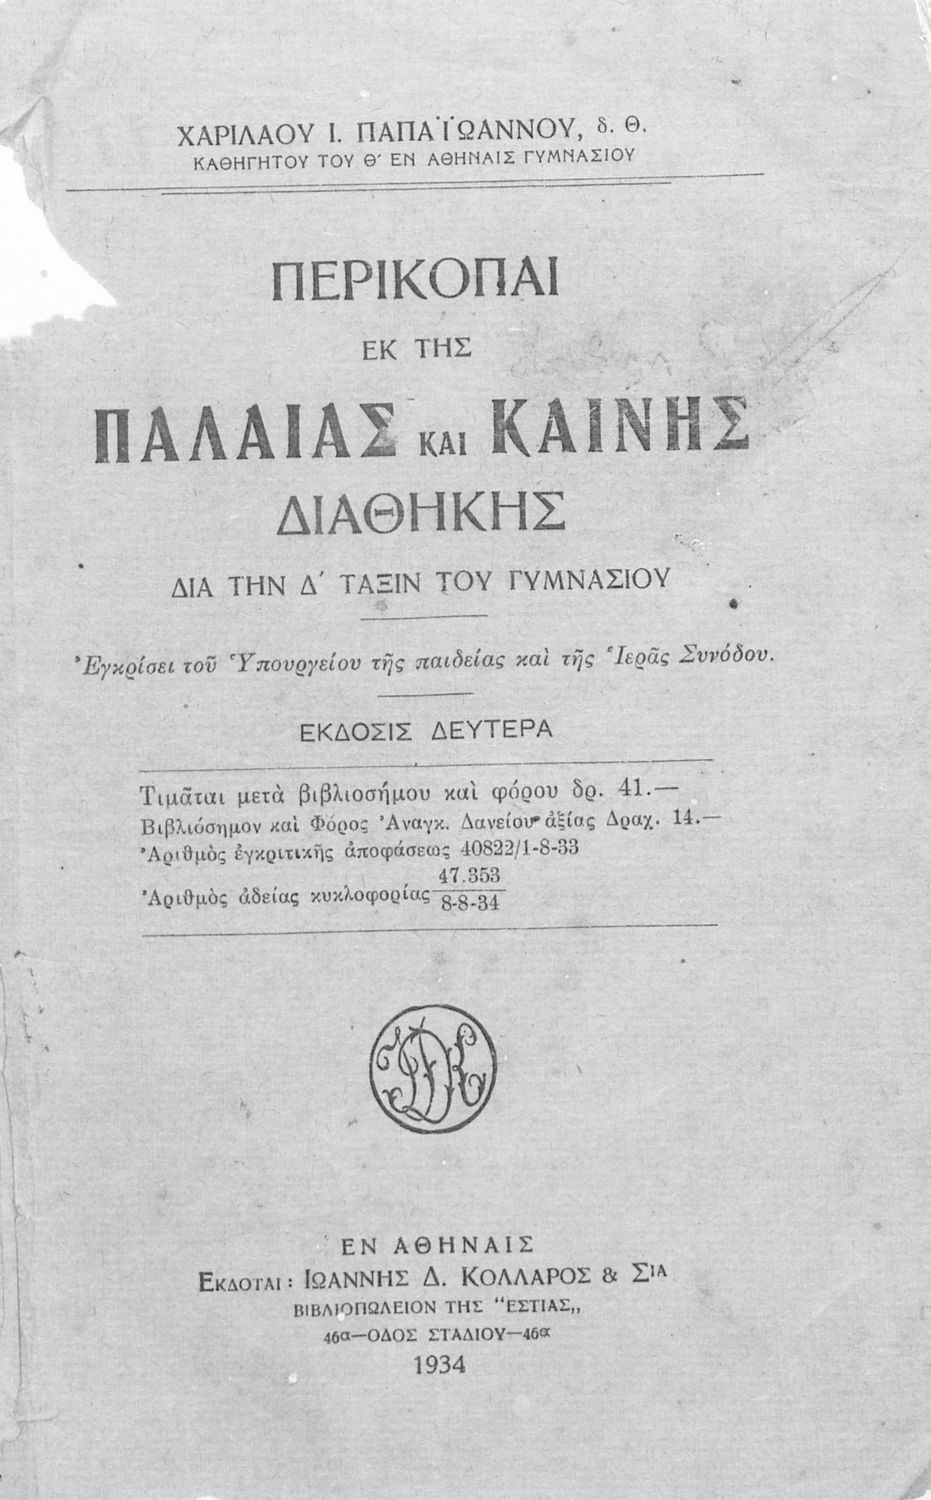 ΧΑΡΙΛΑΟΥ Ι. ΠΑΠΑΪΩΑΝΝΟΥ, δ. Θ.
ΚΑΘΗΓΗΤΟΥ ΤΟΥ Θ΄ ΕΝ ΑΘΗΝΑΙΣ ΓΥΜΝΑΣΙΟΥ
ΠΕΡΙΚΟΠΑΙ
ΕΚ ΤΗΣ
ΠΑΛΑΙΑΣ ΚΑΙ ΚΑΙΝΗΣ
ΔΙΑΘΗΚΗΣ
ΔΙΑ ΤΗΝ Δ΄ ΤΑΞΙΝ ΤΟΥ ΓΥΜΝΑΣΙΟΥ
Ἐγκρίσει τοῦ Ὑπουργείου τῆς παιδείας καὶ τῆς Ἱερᾶς Συνόδου.
ΕΚΔΟΣΙΣ ΔΕΥΤΕΡΑ
Τιμᾶται μετὰ βιβλιοσήμου καὶ φόρου δρ. 41.—
Βιβλιόσημον καὶ Φόρος Ἀναγκ. Δανείου ἀξίας Δραχ. 14.—
Ἀριθμὸς ἐγκριτικῆς ἀποφάσεως 40822/1-8-33
Ἀριθμὸς ἀδείας κυκλοφορίας 47.353
8-8-34
ΕΝ ΑΘΗΝΑΙΣ
ΕΚΔΟΤΑΙ : ΙΩΑΝΝΗΣ Δ. ΚΟΛΛΑΡΟΣ & ΣΙΑ
ΒΙΒΛΙΟΠΩΛΕΙΟΝ ΤΗΣ "ΕΣΤΙΑΣ,,
46α—ΟΔΟΣ ΣΤΑΔΙΟΥ—46α
1934